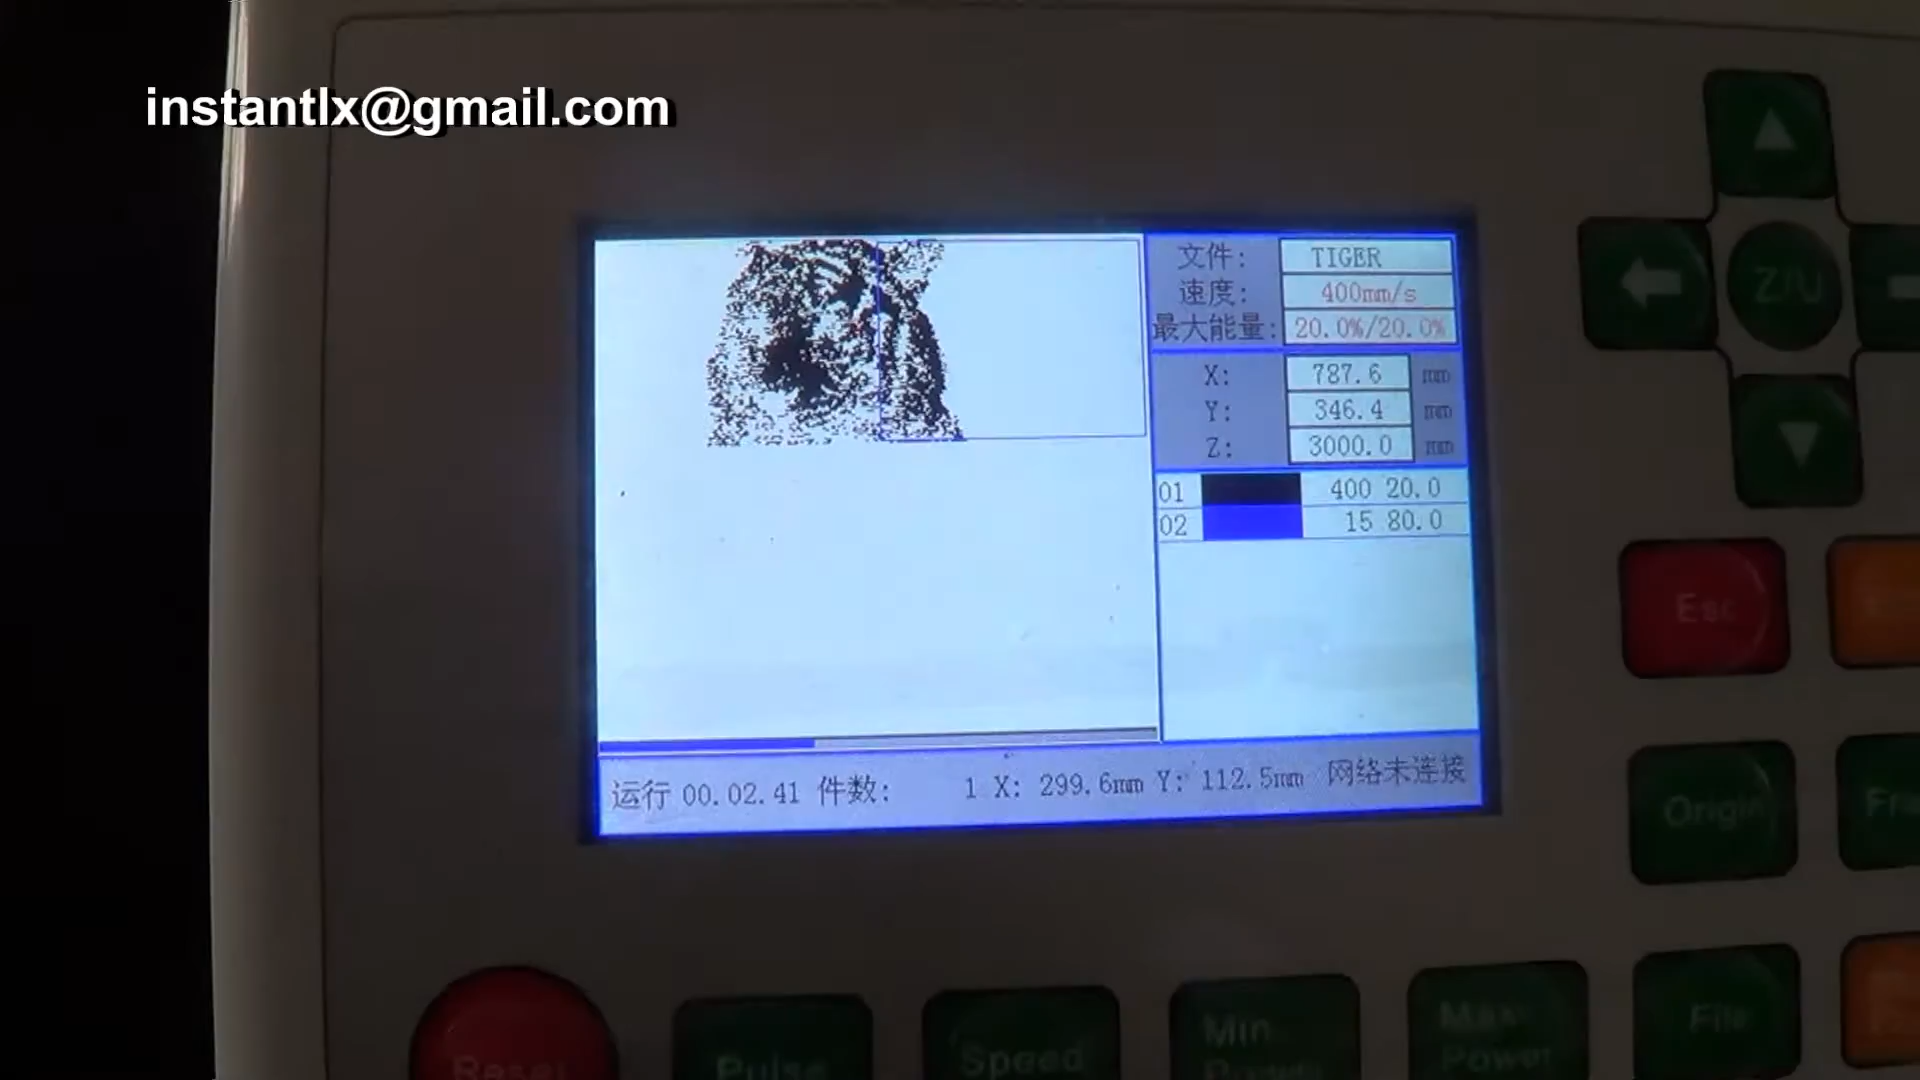 instantlx@gmail.com
文件: TIGER
速度: 400mm/s
最大能量: 20.0%/20.0%
X: 787.6 mm
Y: 346.4 mm
Z: 3000.0 mm
01 400 20.0
02 15 80.0
运行 00.02.41 件数: 1 X: 299.6mm Y: 112.5mm 网络未连接
Z/U
Esc
Origin
Reset
Pulse
Speed
Min Power
Max Power
File